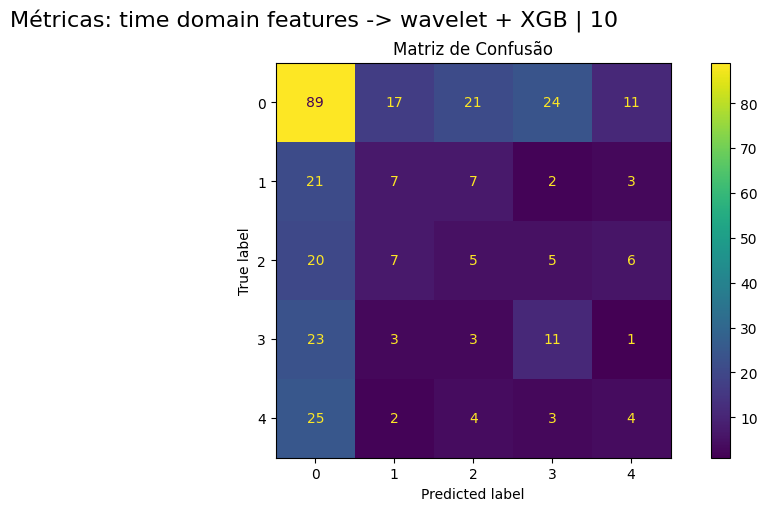 Métricas: time domain features -> wavelet + XGB | 10
Matriz de Confusão
0 89 17 21 24 11
1 21 7 7 2 3
2 20 7 5 5 6
3 23 3 3 11 1
4 25 2 4 3 4
0 1 2 3 4
Predicted label
True label
80
70
60
50
40
30
20
10